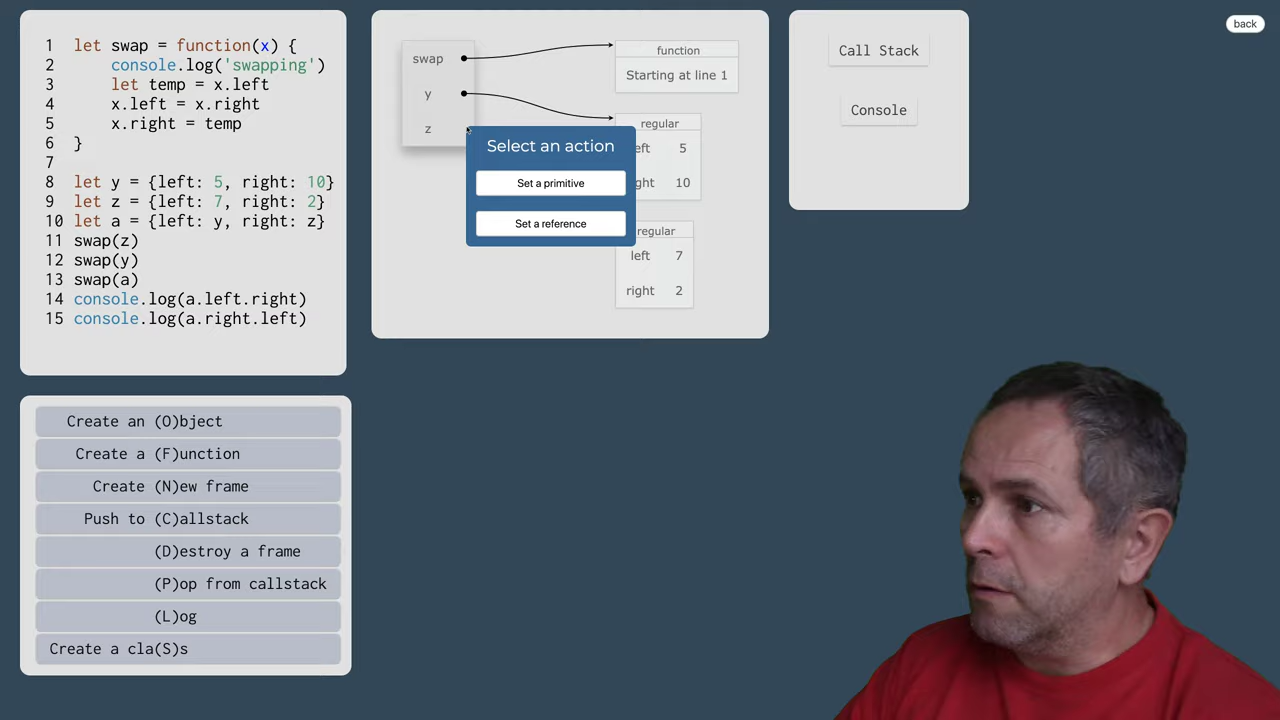 back
1 let swap = function(x) {
2 console.log('swapping')
3 let temp = x.left
4 x.left = x.right
5 x.right = temp
6 }
7
8 let y = {left: 5, right: 10}
9 let z = {left: 7, right: 2}
10 let a = {left: y, right: z}
11 swap(z)
12 swap(y)
13 swap(a)
14 console.log(a.left.right)
15 console.log(a.right.left)
swap
y
z
function
Starting at line 1
regular
eft 5
ght 10
regular
left 7
right 2
Select an action
Set a primitive
Set a reference
Call Stack
Console
Create an (O)bject
Create a (F)unction
Create (N)ew frame
Push to (C)allstack
(D)estroy a frame
(P)op from callstack
(L)og
Create a cla(S)s